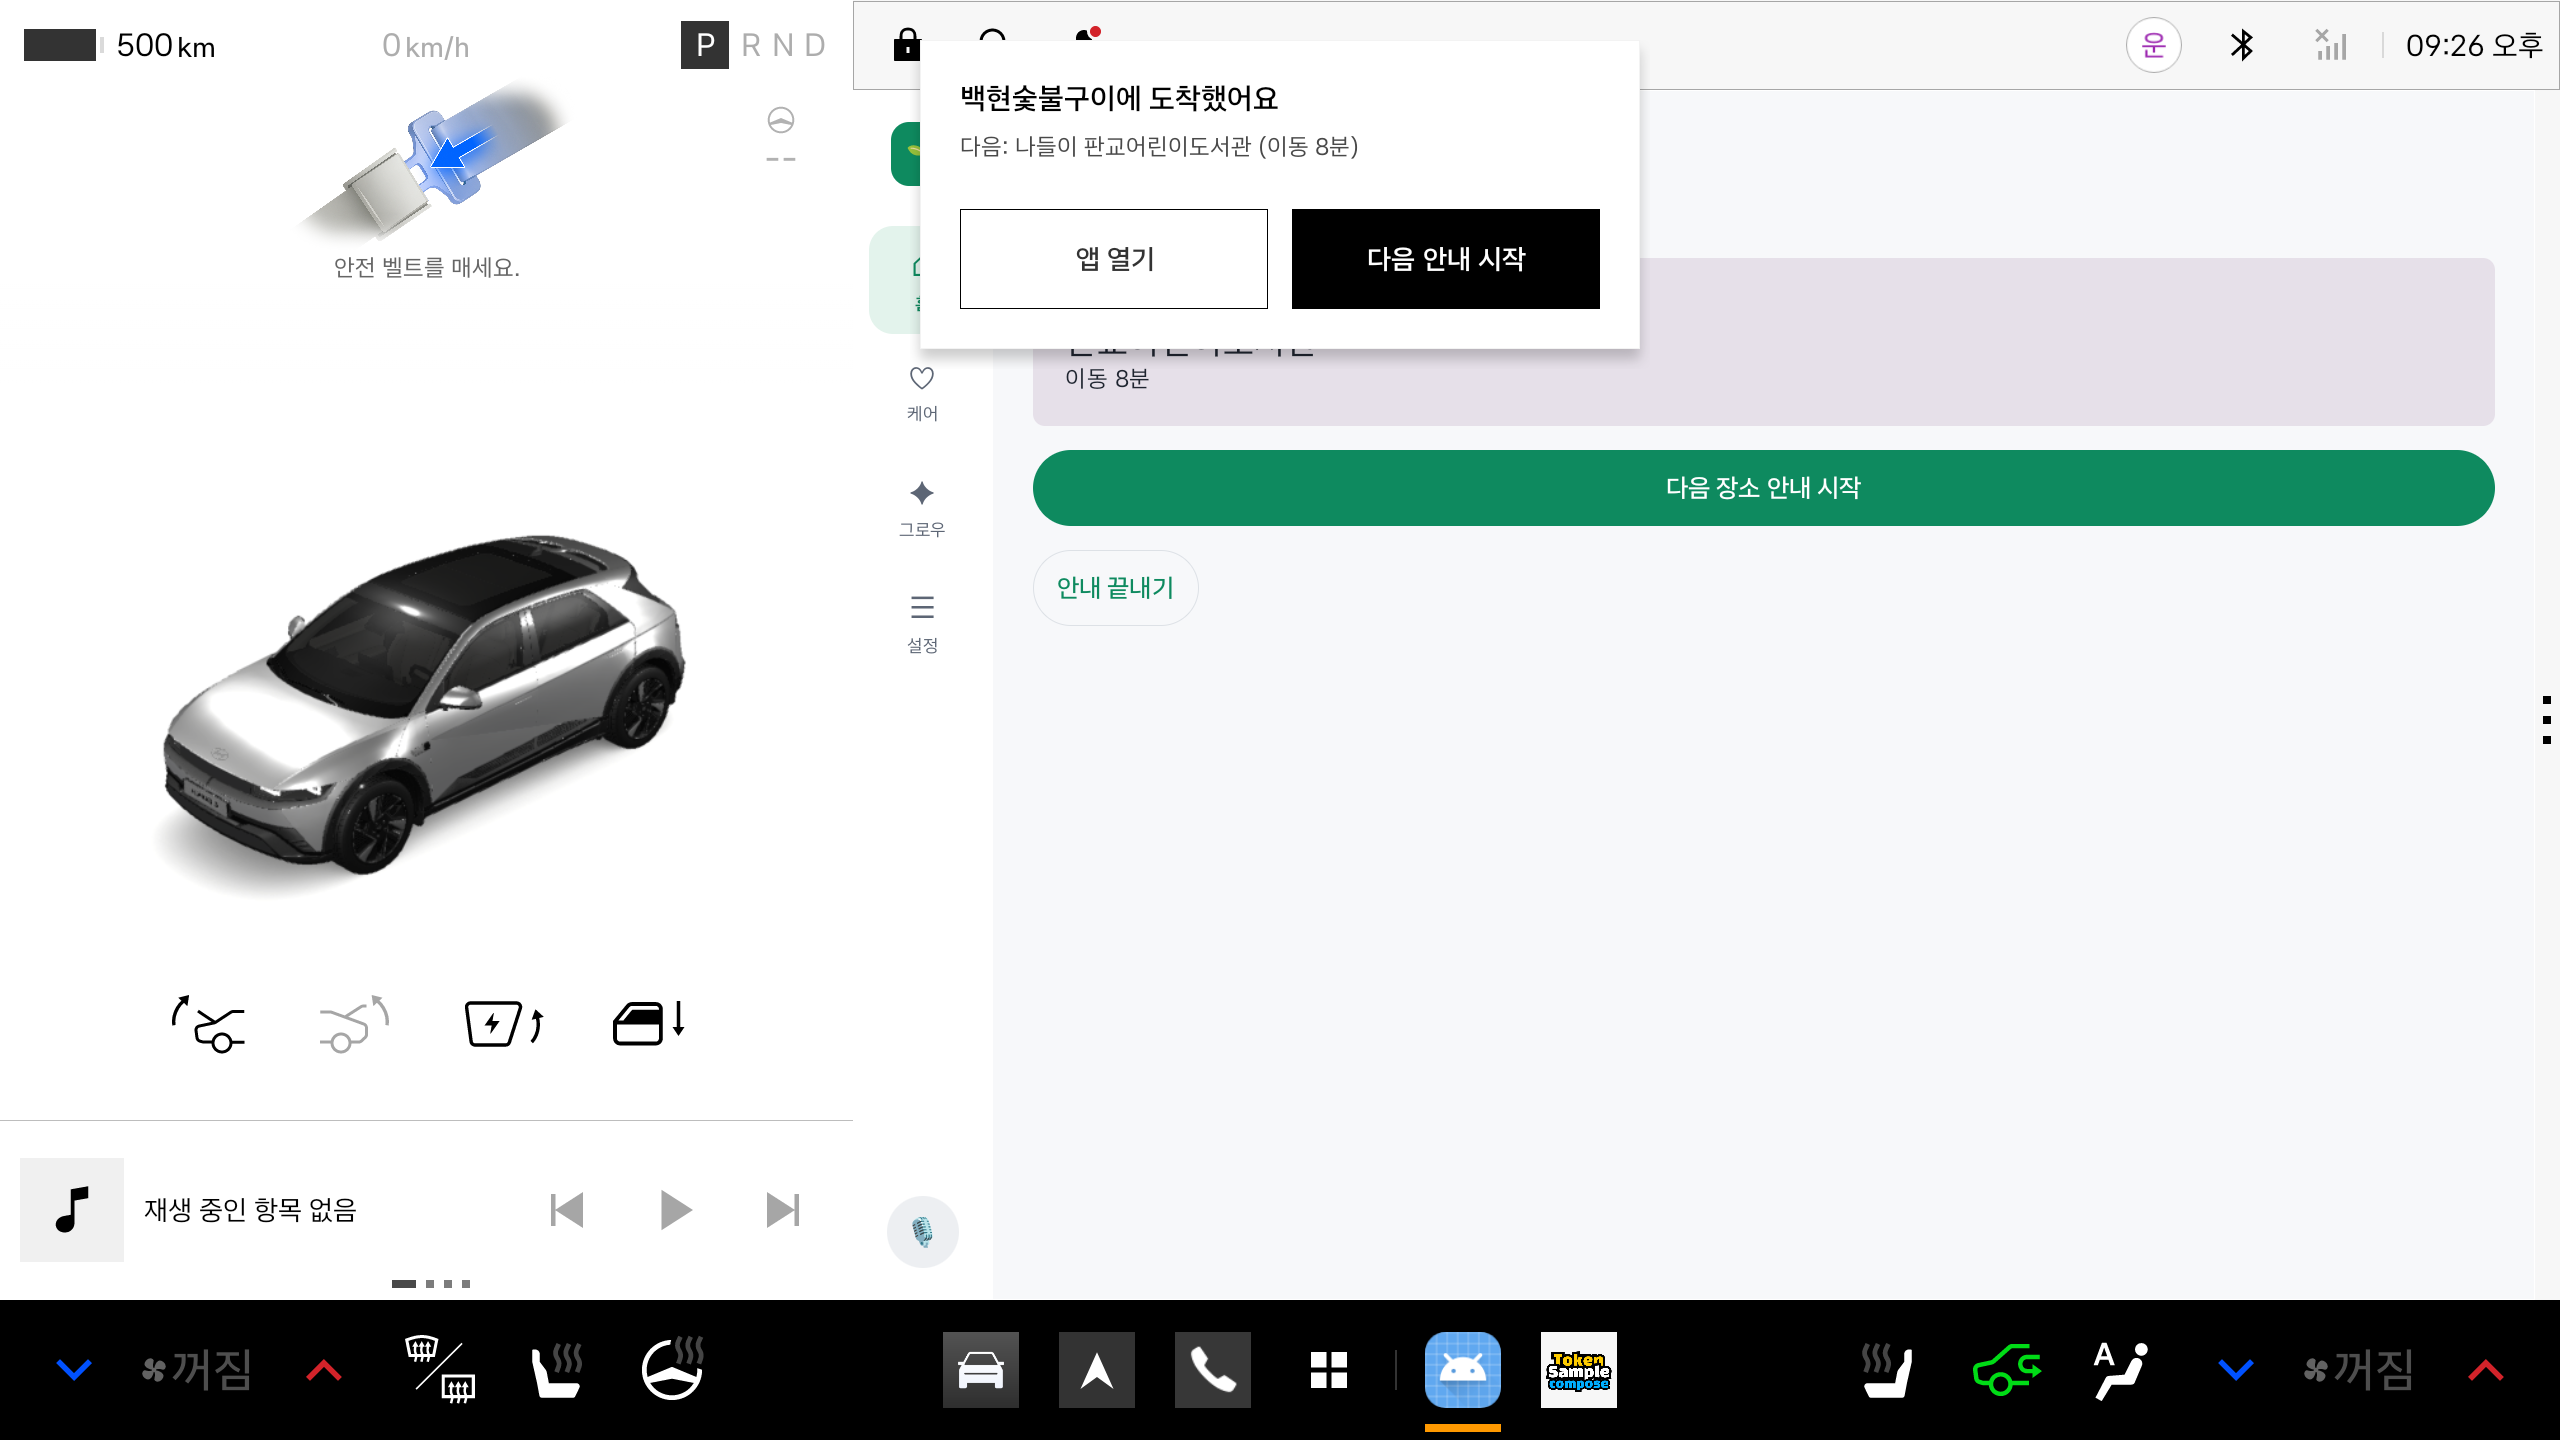 500 km
0 km/h
P R N D
운
09:26 오후
백현숯불구이에 도착했어요
다음: 나들이 판교어린이도서관 (이동 8분)
앱 열기
다음 안내 시작
안전 벨트를 매세요.
이동 8분
케어
다음 장소 안내 시작
그로우
안내 끝내기
설정
재생 중인 항목 없음
꺼짐
Token
Sample
compose
A
꺼짐